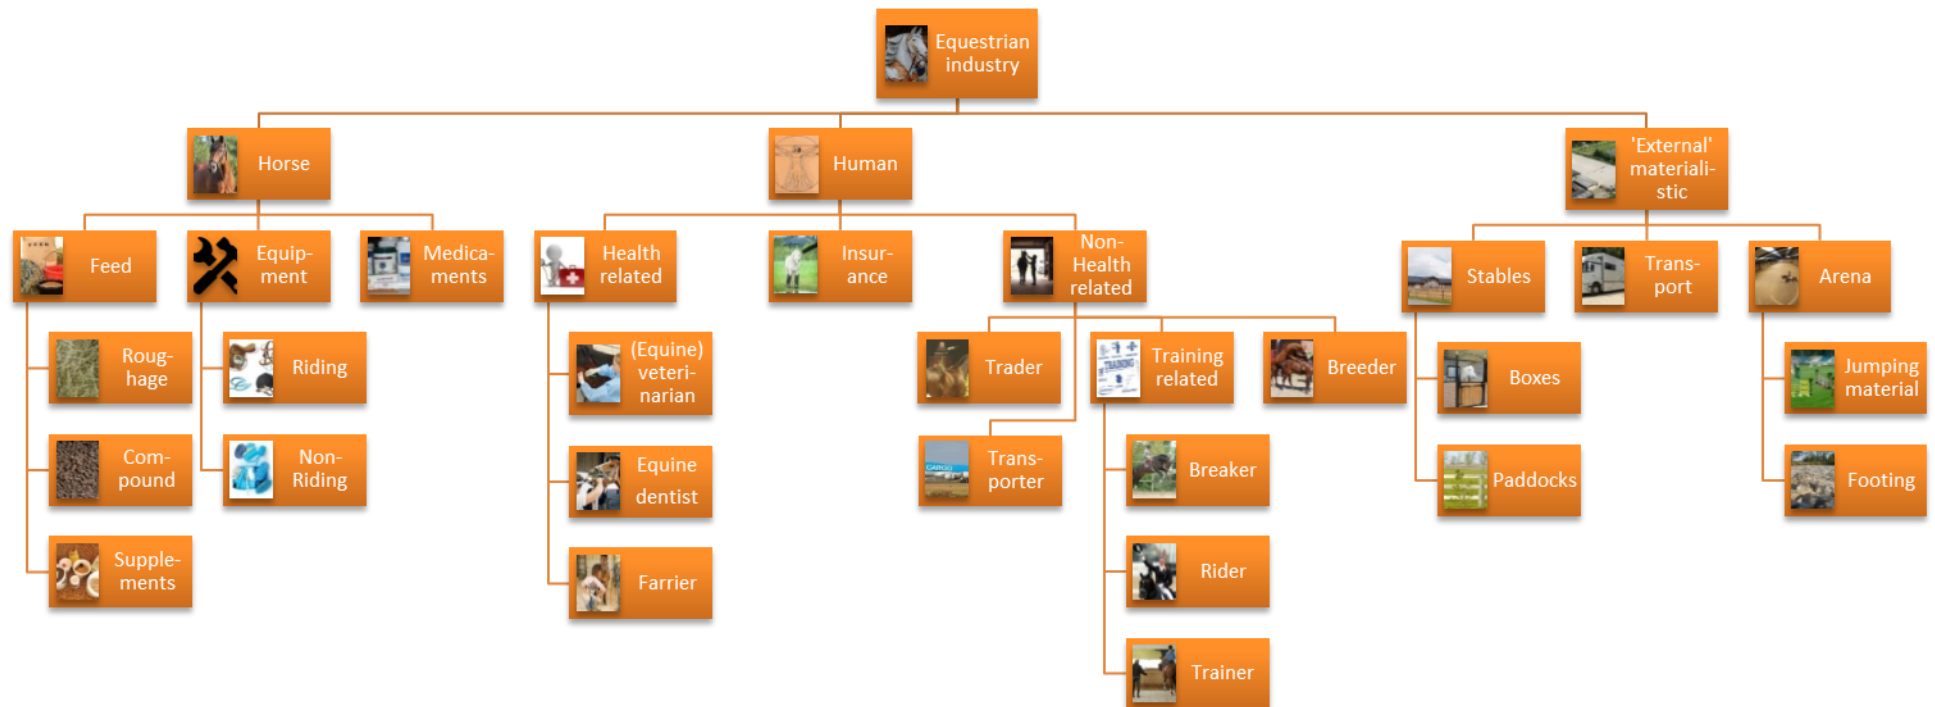 Equestrian
industry
Horse
Human
'External'
materiali-
stic
Feed
Equip-
ment
Medica-
ments
Health
related
Insur-
ance
Non-
Health
related
Stables
Trans-
port
Arena
Roug-
hage
Riding
(Equine)
veteri-
narian
Trader
Training
related
Breeder
Boxes
Jumping
material
Com-
pound
Non-
Riding
Equine
dentist
Trans-
porter
Breaker
Paddocks
Footing
Supple-
ments
Farrier
Rider
Trainer
CARGO
TRAINING